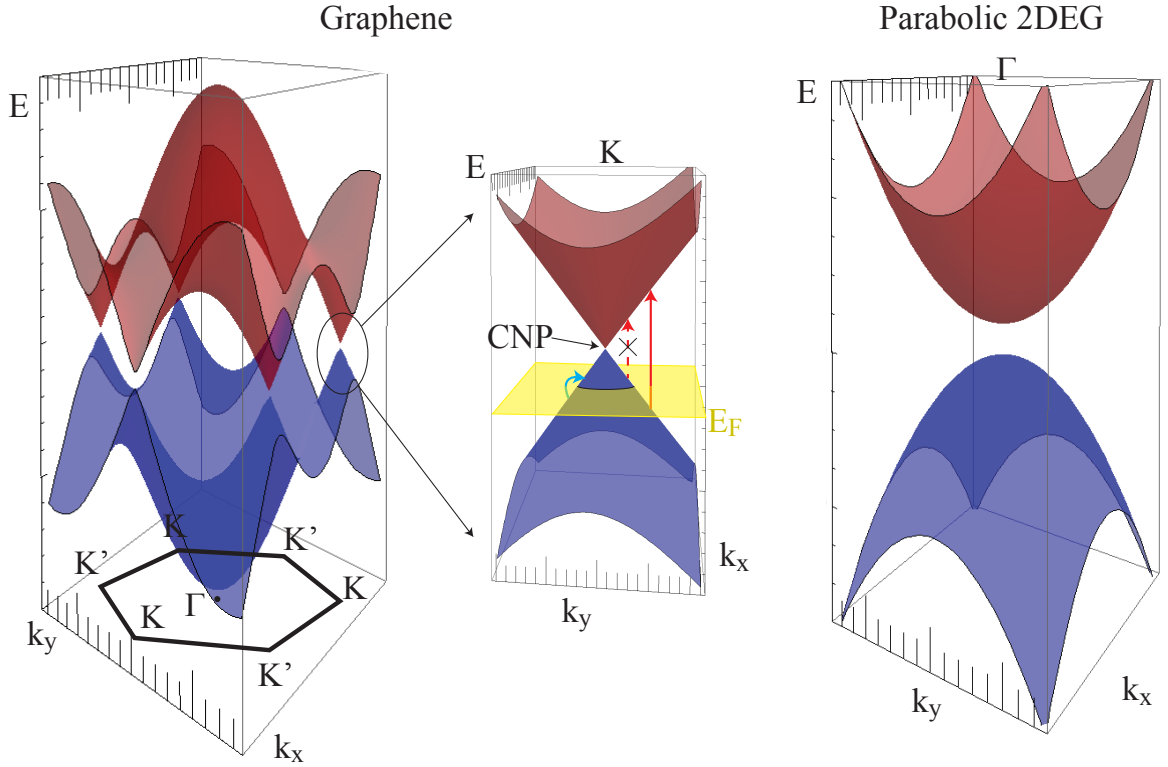 Graphene
Parabolic 2DEG
E
E
K
E
Γ
CNP
E_F
K
K'
K'
K
K
Γ
K'
k_y
k_x
k_y
k_x
k_y
k_x